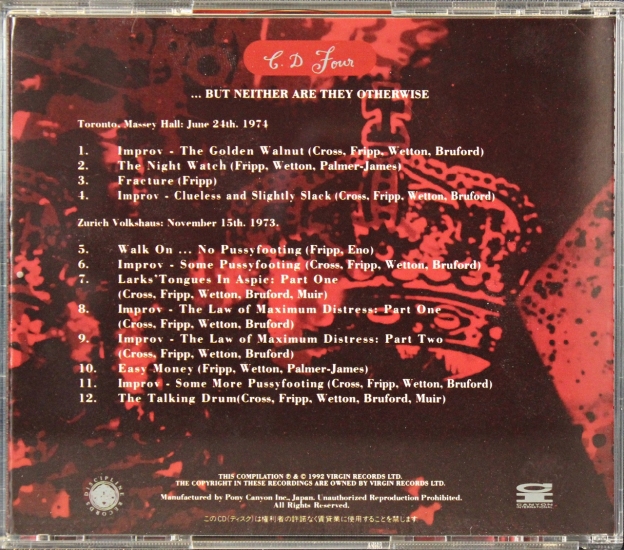 C.D Four
... BUT NEITHER ARE THEY OTHERWISE
Toronto, Massey Hall: June 24th. 1974
1. Improv - The Golden Walnut (Cross, Fripp, Wetton, Bruford)
2. The Night Watch (Fripp, Wetton, Palmer-James)
3. Fracture (Fripp)
4. Improv - Clueless and Slightly Slack (Cross, Fripp, Wetton, Bruford)
Zurich Volkshaus: November 15th. 1973.
5. Walk On ... No Pussyfooting (Fripp, Eno)
6. Improv - Some Pussyfooting (Cross, Fripp, Wetton, Bruford)
7. Larks'Tongues In Aspic: Part One
(Cross, Fripp, Wetton, Bruford, Muir)
8. Improv - The Law of Maximum Distress: Part One
(Cross, Fripp, Wetton, Bruford)
9. Improv - The Law of Maximum Distress: Part Two
(Cross, Fripp, Wetton, Bruford)
10. Easy Money (Fripp, Wetton, Palmer-James)
11. Improv - Some More Pussyfooting (Cross, Fripp, Wetton, Bruford)
12. The Talking Drum(Cross, Fripp, Wetton, Bruford, Muir)
THIS COMPILATION ℗ & © 1992 VIRGIN RECORDS LTD.
THE COPYRIGHT IN THESE RECORDINGS ARE OWNED BY VIRGIN RECORDS LTD.
Manufactured by Pony Canyon Inc., Japan. Unauthorized Reproduction Prohibited.
All Rights Reserved.
このCD(ディスク)は権利者の許諾なく賃貸業に使用することを禁じます
DISCIPLINE RECORDS